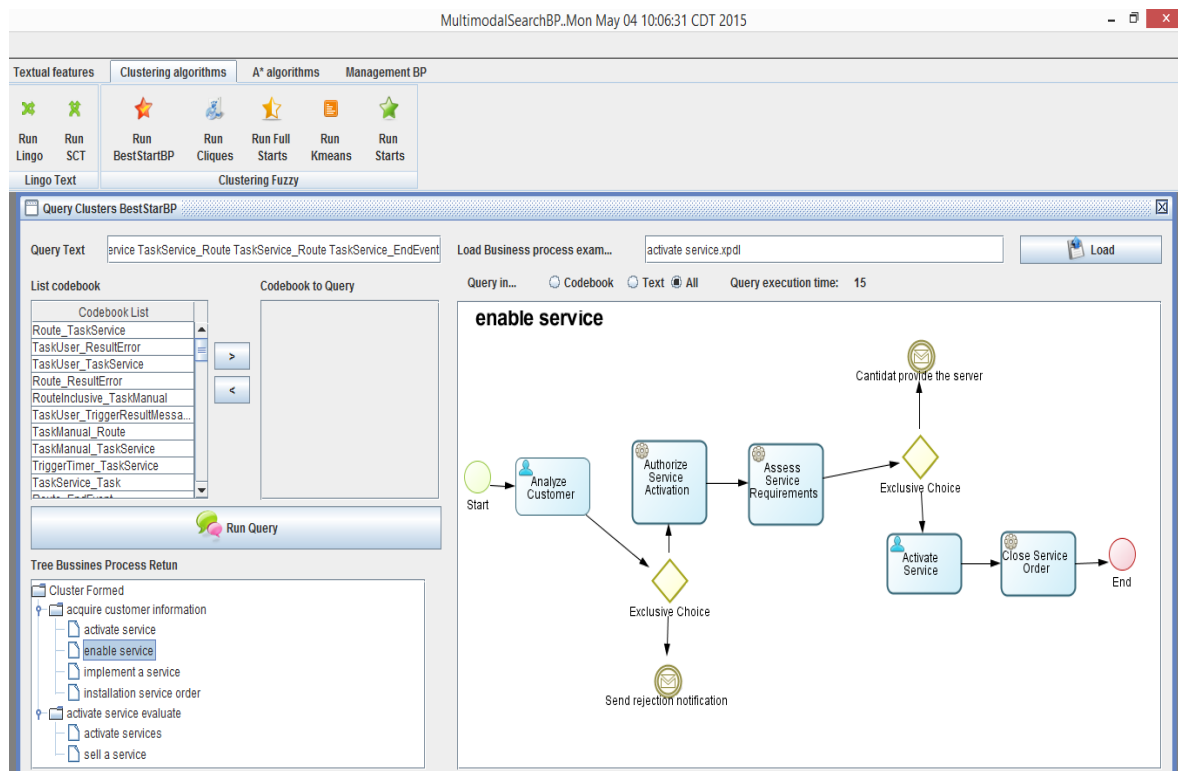 MultimodalSearchBP..Mon May 04 10:06:31 CDT 2015
Textual features
Clustering algorithms
A* algorithms
Management BP
Run
Lingo
Run
SCT
Run
BestStartBP
Run
Cliques
Run Full
Starts
Run
Kmeans
Run
Starts
Lingo Text
Clustering Fuzzy
Query Clusters BestStarBP
Query Text
ervice TaskService_Route TaskService_Route TaskService_EndEvent
Load Business process exam...
activate service.xpdl
Load
List codebook
Codebook to Query
Query in...
Codebook
Text
All
Query execution time: 15
Codebook List
Route_TaskService
TaskUser_ResultError
TaskUser_TaskService
Route_ResultError
RouteInclusive_TaskManual
TaskUser_TriggerResultMessa...
TaskManual_Route
TaskManual_TaskService
TriggerTimer_TaskService
TaskService_Task
Route_EndEvent
>
<
Run Query
Tree Bussines Process Retun
Cluster Formed
acquire customer information
activate service
enable service
implement a service
installation service order
activate service evaluate
activate services
sell a service
enable service
Cantidat provide the server
Start
Analyze
Customer
Authorize
Service
Activation
Assess
Service
Requirements
Exclusive Choice
Exclusive Choice
Activate
Service
Close Service
Order
End
Send rejection notification